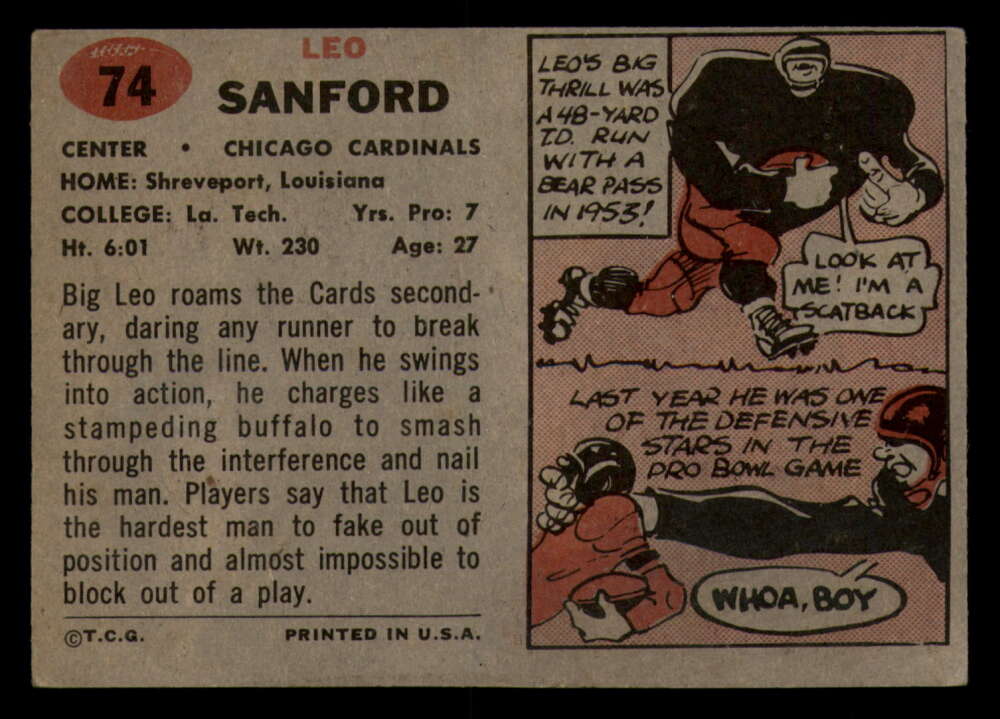 74
LEO
SANFORD
CENTER • CHICAGO CARDINALS
HOME: Shreveport, Louisiana
COLLEGE: La. Tech. Yrs. Pro: 7
Ht. 6:01 Wt. 230 Age: 27
Big Leo roams the Cards second-
ary, daring any runner to break
through the line. When he swings
into action, he charges like a
stampeding buffalo to smash
through the interference and nail
his man. Players say that Leo is
the hardest man to fake out of
position and almost impossible to
block out of a play.
©T.C.G. PRINTED IN U.S.A.
LEO'S BIG
THRILL WAS
A 48-YARD
T.D. RUN
WITH A
BEAR PASS
IN 1953!
LOOK AT
ME! I'M A
SCATBACK
LAST YEAR HE WAS ONE
OF THE DEFENSIVE
STARS IN THE
PRO BOWL GAME
WHOA, BOY